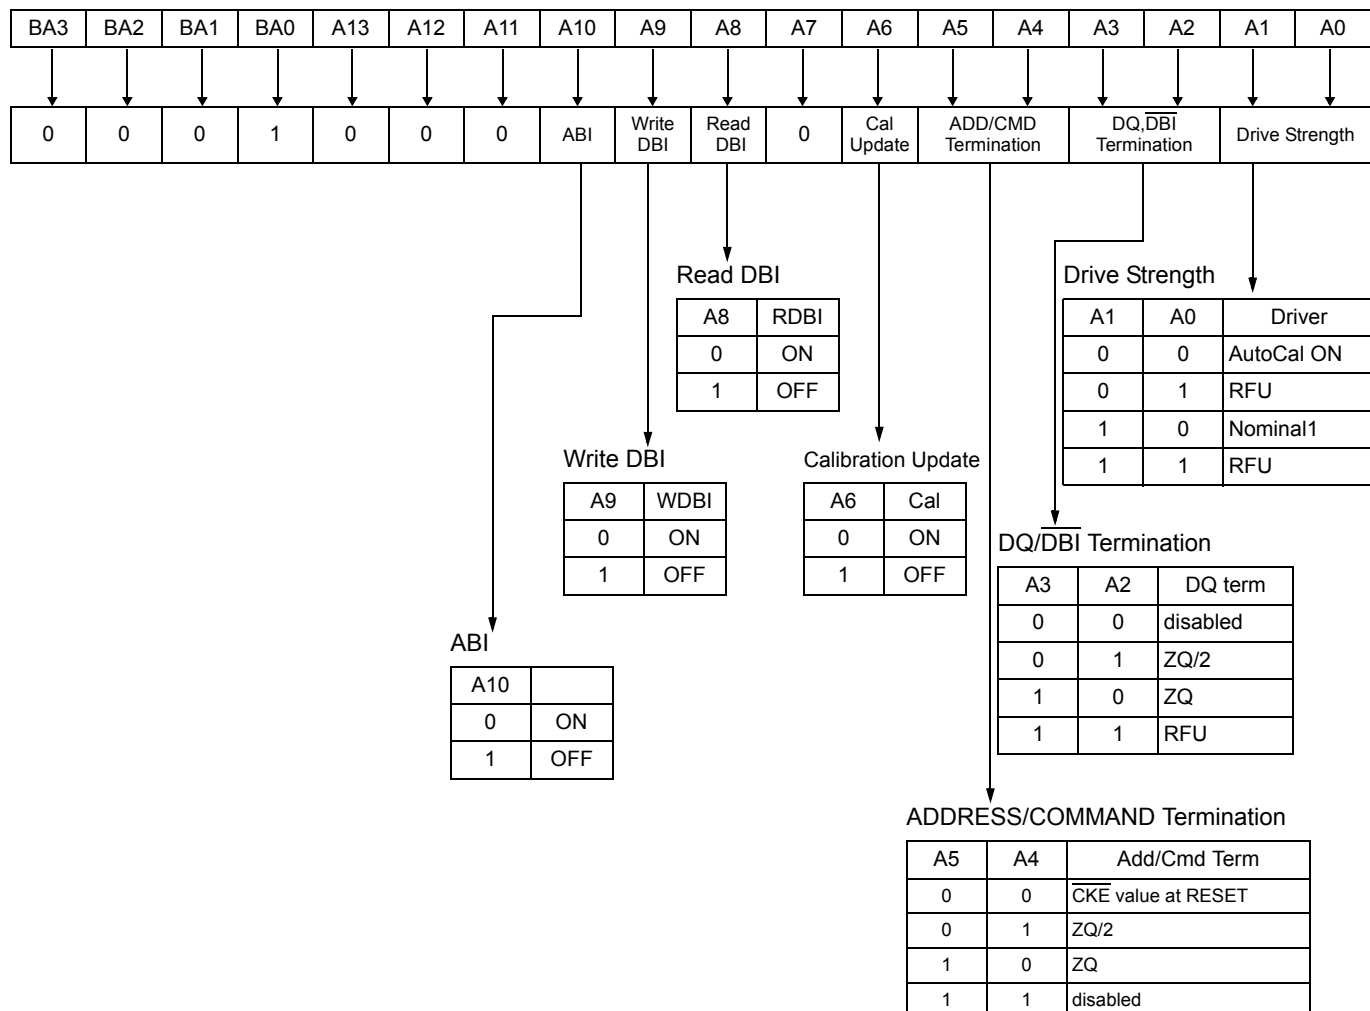 BA3 BA2 BA1 BA0 A13 A12 A11 A10 A9 A8 A7 A6 A5 A4 A3 A2 A1 A0
0 0 0 1 0 0 0 ABI Write DBI Read DBI 0 Cal Update ADD/CMD Termination DQ,D̅B̅I̅ Termination Drive Strength
Read DBI
A8 RDBI
0 ON
1 OFF
Drive Strength
A1 A0 Driver
0 0 AutoCal ON
0 1 RFU
1 0 Nominal1
1 1 RFU
Write DBI
A9 WDBI
0 ON
1 OFF
Calibration Update
A6 Cal
0 ON
1 OFF
DQ/D̅B̅I̅ Termination
A3 A2 DQ term
0 0 disabled
0 1 ZQ/2
1 0 ZQ
1 1 RFU
ABI
A10
0 ON
1 OFF
ADDRESS/COMMAND Termination
A5 A4 Add/Cmd Term
0 0 C̅K̅E̅ value at RESET
0 1 ZQ/2
1 0 ZQ
1 1 disabled